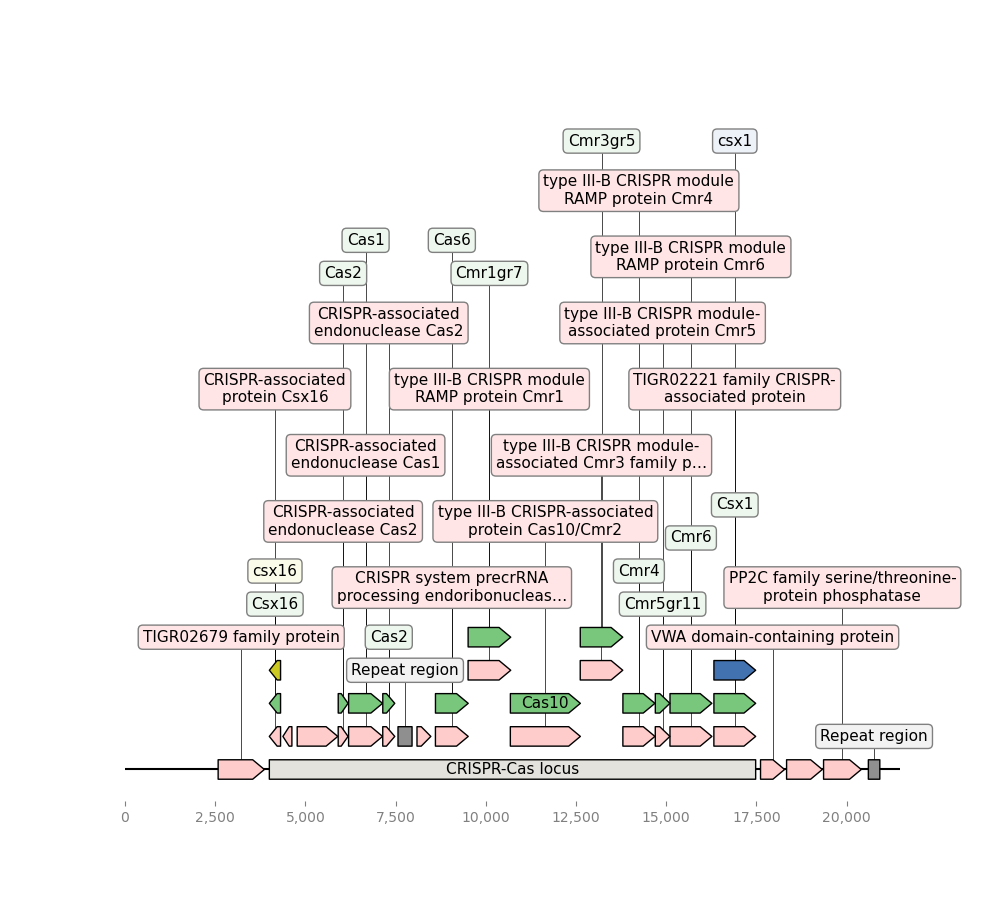 Cmr3gr5
csx1
type III-B CRISPR module
RAMP protein Cmr4
Cas1
Cas6
type III-B CRISPR module
RAMP protein Cmr6
Cas2
Cmr1gr7
CRISPR-associated
endonuclease Cas2
type III-B CRISPR module-
associated protein Cmr5
CRISPR-associated
protein Csx16
type III-B CRISPR module
RAMP protein Cmr1
TIGR02221 family CRISPR-
associated protein
CRISPR-associated
endonuclease Cas1
type III-B CRISPR module-
associated Cmr3 family p…
Csx1
CRISPR-associated
endonuclease Cas2
type III-B CRISPR-associated
protein Cas10/Cmr2
Cmr6
csx16
CRISPR system precrRNA
processing endoribonucleas…
Cmr4
PP2C family serine/threonine-
protein phosphatase
Csx16
Cmr5gr11
TIGR02679 family protein
Cas2
VWA domain-containing protein
Repeat region
Cas10
Repeat region
CRISPR-Cas locus
0
2,500
5,000
7,500
10,000
12,500
15,000
17,500
20,000